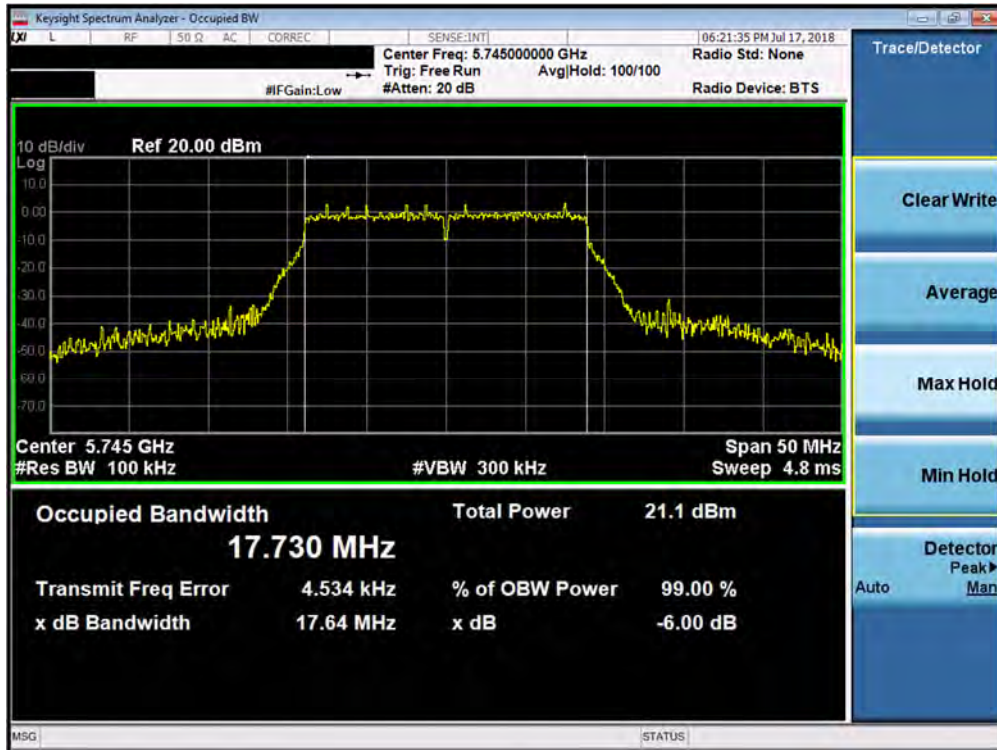 Keysight Spectrum Analyzer - Occupied BW
LXI L RF 50 Ω AC CORREC SENSE:INT 06:21:35 PM Jul 17, 2018
Center Freq: 5.745000000 GHz Radio Std: None
Trig: Free Run Avg|Hold: 100/100
#IFGain:Low #Atten: 20 dB Radio Device: BTS
Trace/Detector
10 dB/div Ref 20.00 dBm
Log
10.0
0.00
-10.0
-20.0
-30.0
-40.0
-50.0
-60.0
-70.0
Center 5.745 GHz Span 50 MHz
#Res BW 100 kHz #VBW 300 kHz Sweep 4.8 ms
Occupied Bandwidth Total Power 21.1 dBm
17.730 MHz
Transmit Freq Error 4.534 kHz % of OBW Power 99.00 %
x dB Bandwidth 17.64 MHz x dB -6.00 dB
Clear Write
Average
Max Hold
Min Hold
Detector
Peak▶
Auto Man
MSG STATUS